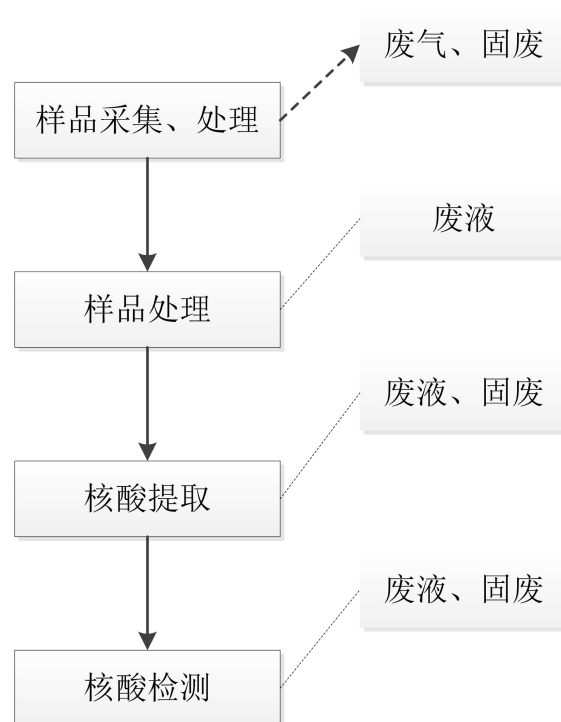 废气、固废
样品采集、处理
废液
样品处理
废液、固废
核酸提取
废液、固废
核酸检测